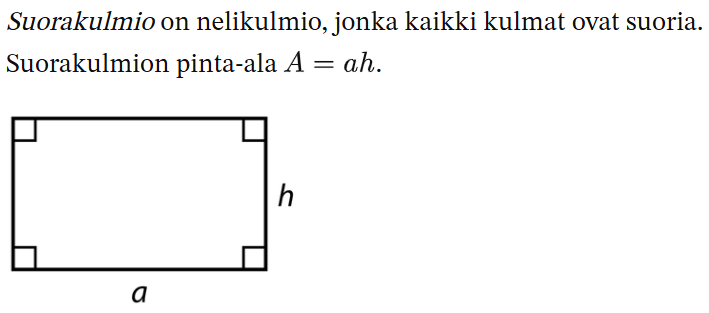 Suorakulmio on nelikulmio, jonka kaikki kulmat ovat suoria.
Suorakulmion pinta-ala A = ah.
h
a